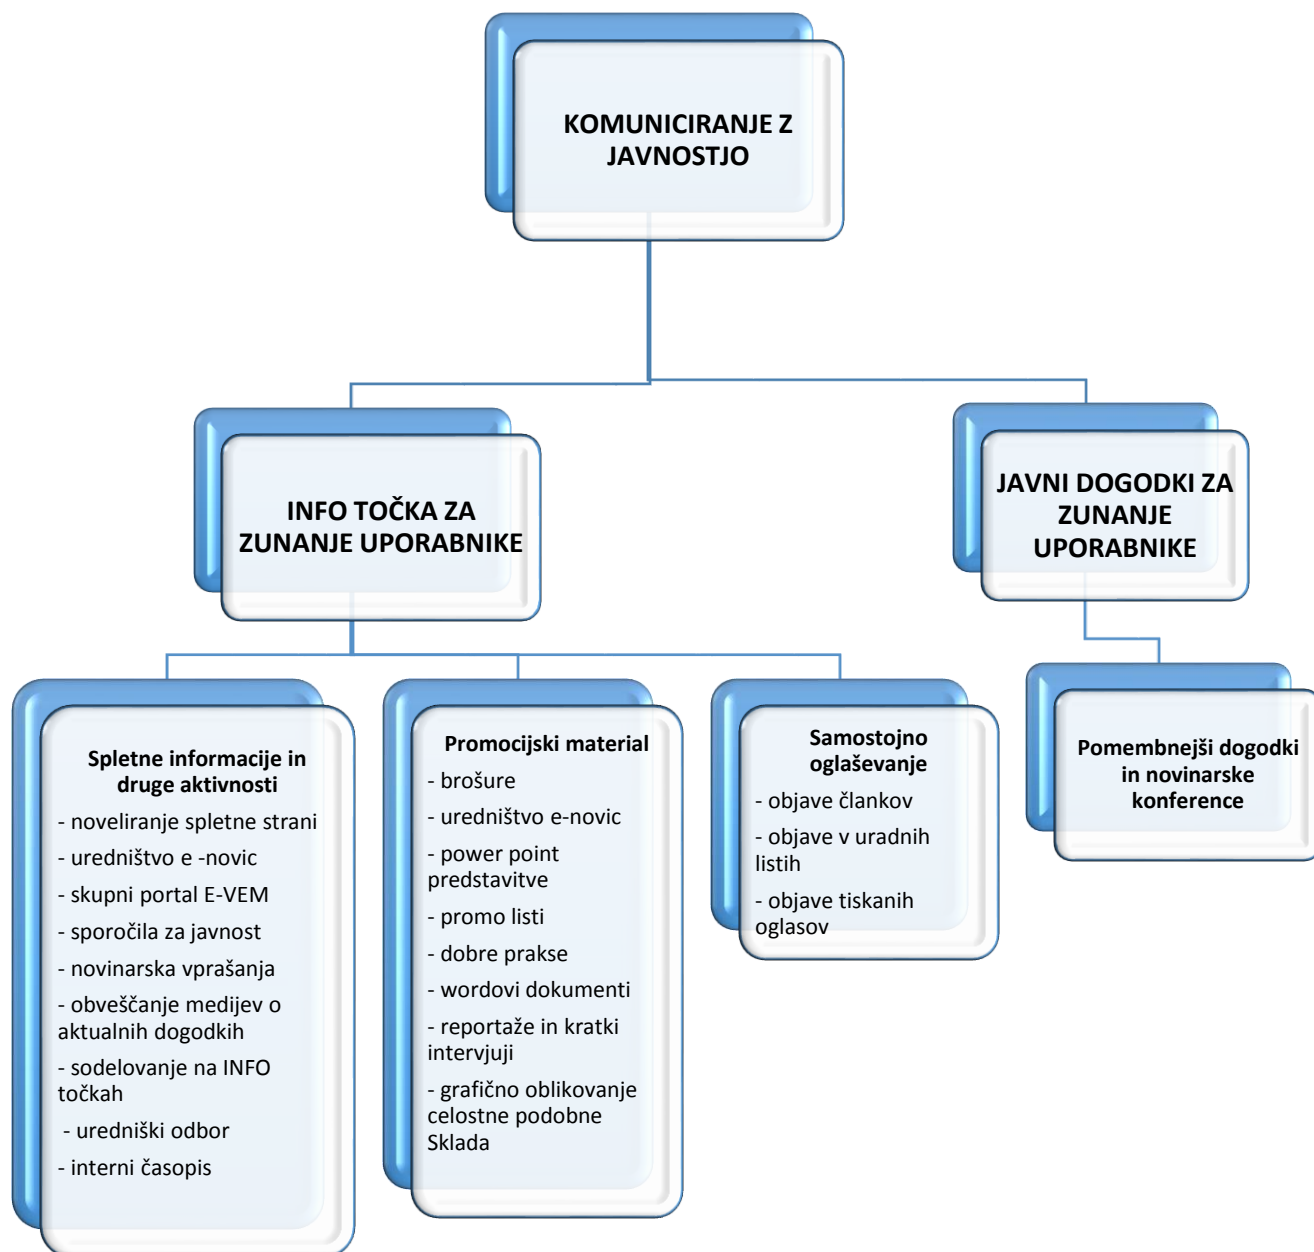 KOMUNICIRANJE Z
JAVNOSTJO
INFO TOČKA ZA
ZUNANJE UPORABNIKE
JAVNI DOGODKI ZA
ZUNANJE
UPORABNIKE
Spletne informacije in
druge aktivnosti
- noveliranje spletne strani
- uredništvo e -novic
- skupni portal E-VEM
- sporočila za javnost
- novinarska vprašanja
- obveščanje medijev o
aktualnih dogodkih
- sodelovanje na INFO
točkah
- uredniški odbor
- interni časopis
Promocijski material
- brošure
- uredništvo e-novic
- power point
predstavitve
- promo listi
- dobre prakse
- wordovi dokumenti
- reportaže in kratki
intervjuji
- grafično oblikovanje
celostne podobne
Sklada
Samostojno
oglaševanje
- objave člankov
- objave v uradnih
listih
- objave tiskanih
oglasov
Pomembnejši dogodki
in novinarske
konference